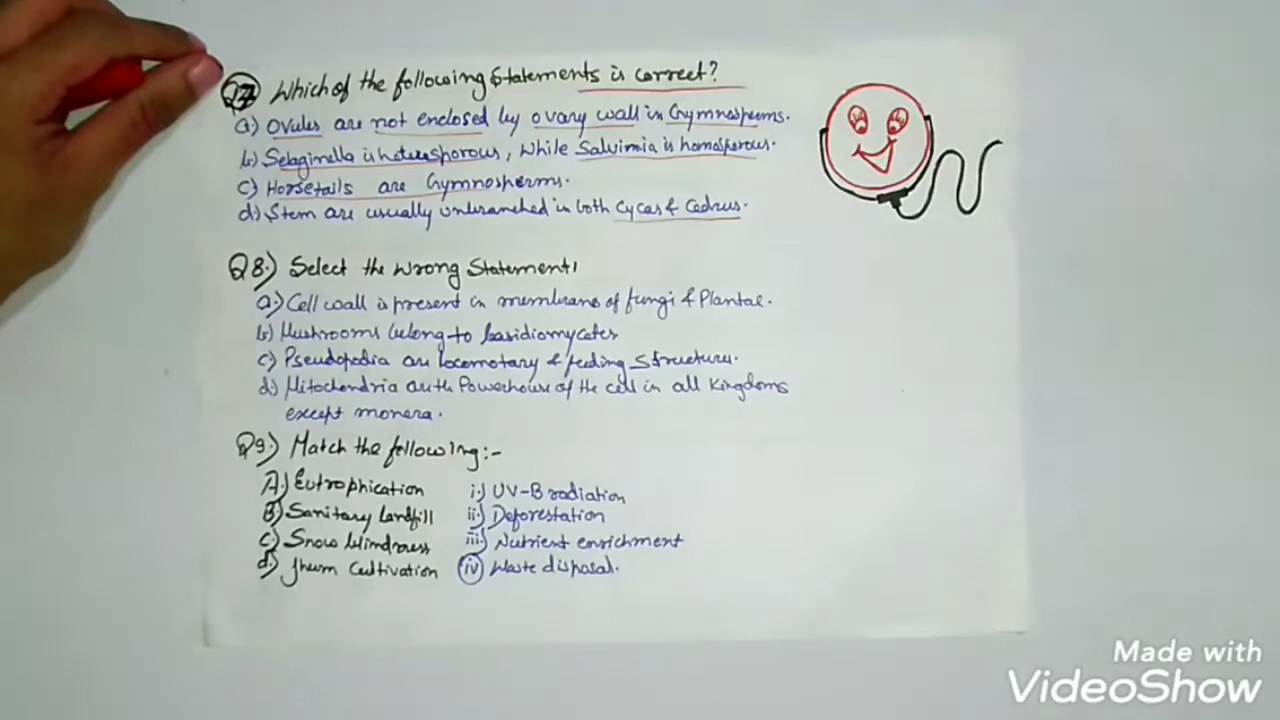 Q7 Which of the following Statements is correct?
a) Ovules are not enclosed by ovary wall in Gymnosperms.
b) Selaginella is heterosporous, while Salvinia is homosporous.
c) Horsetails are Gymnosperms.
d) Stem are usually unbranched in both Cycas & Cedrus.
Q8.) Select the wrong Statement,
a.) Cell wall is present in membrane of fungi & Plantae.
b) Mushrooms belong to basidiomycetes
c) Pseudopodia are locomotary & feeding structures.
d) Mitochondria are the Powerhouse of the cell in all Kingdoms
except monera.
Q9.) Match the following:-
A.) Eutrophication i.) UV-B radiation
B) Sanitary landfill ii.) Deforestation
C) Snow blindness iii.) Nutrient enrichment
d) Jhum Cultivation iv) Waste disposal.
Made with
VideoShow